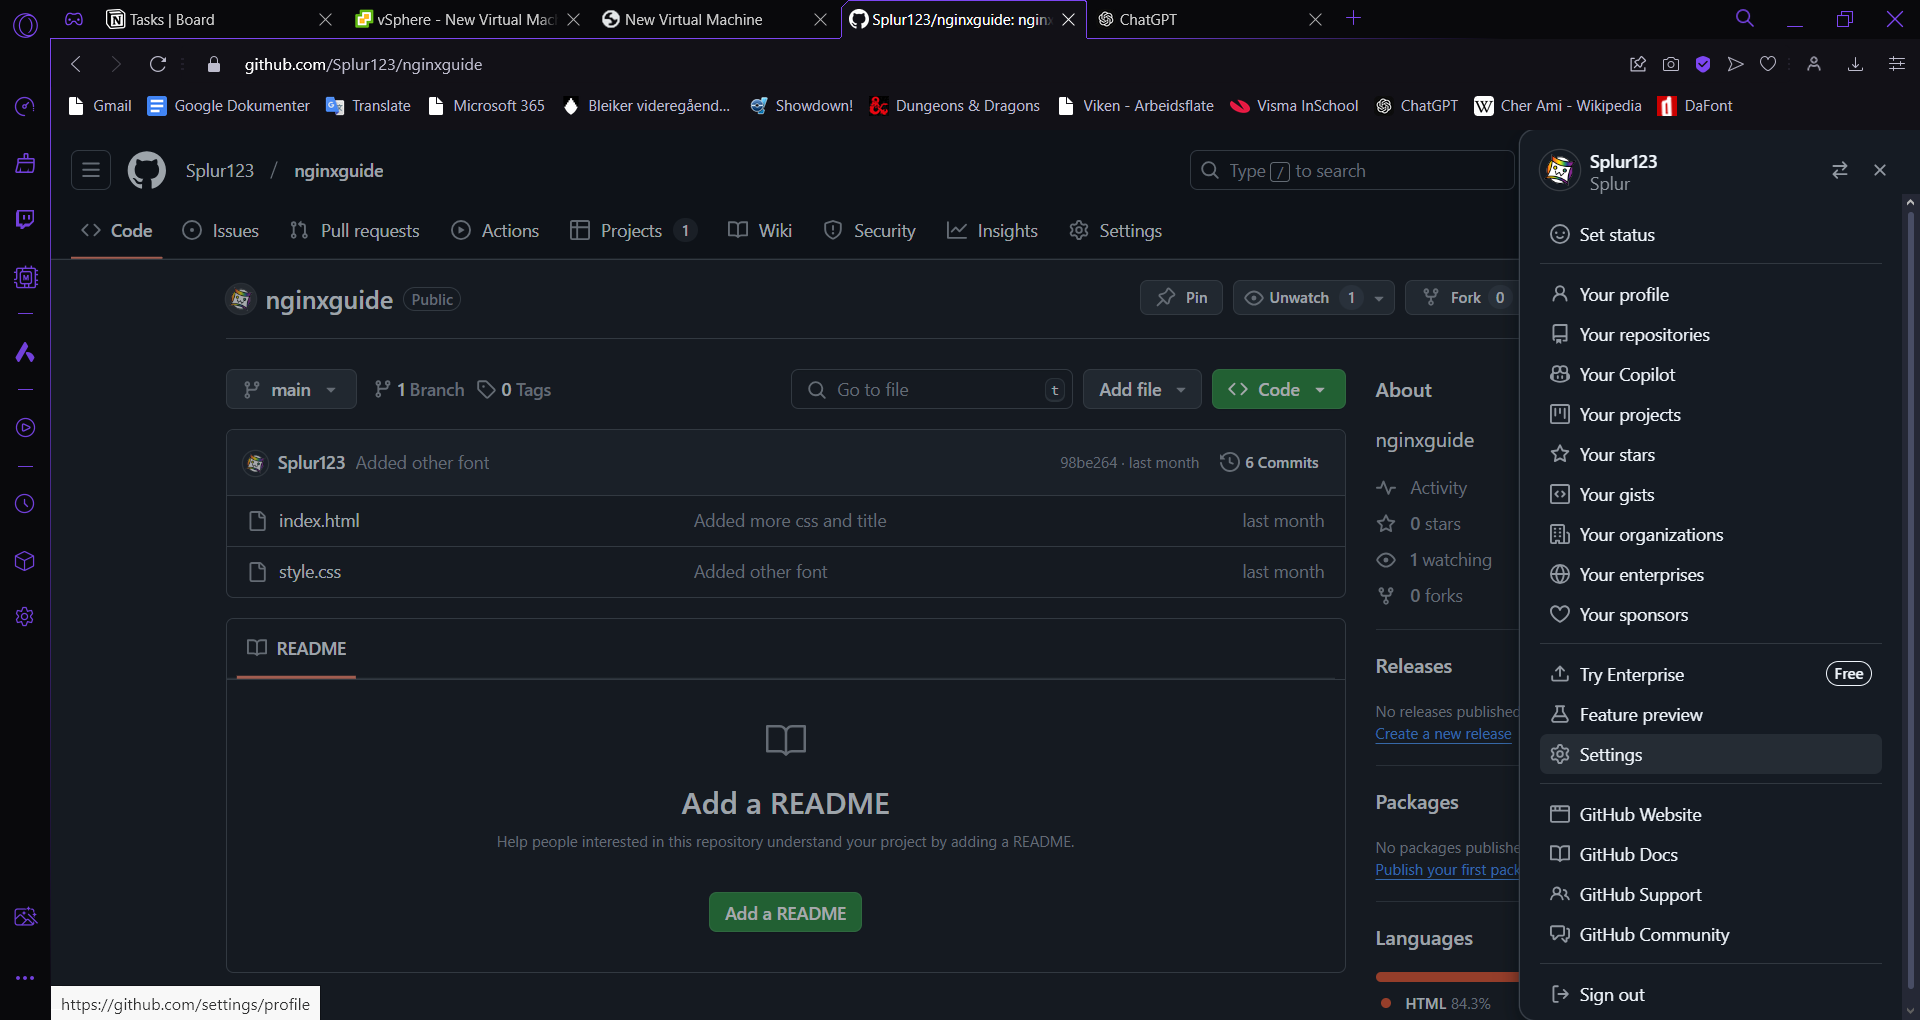 Tasks | Board
vSphere - New Virtual Mac
New Virtual Machine
Splur123/nginxguide: nginx
ChatGPT
github.com/Splur123/nginxguide
Gmail
Google Dokumenter
Translate
Microsoft 365
Bleiker videregåend...
Showdown!
Dungeons & Dragons
Viken - Arbeidsflate
Visma InSchool
ChatGPT
Cher Ami - Wikipedia
DaFont
Splur123 / nginxguide
Type / to search
Code
Issues
Pull requests
Actions
Projects 1
Wiki
Security
Insights
Settings
nginxguide Public
Pin
Unwatch 1
Fork 0
main
1 Branch
0 Tags
Go to file t
Add file
Code
Splur123 Added other font
98be264 · last month
6 Commits
index.html Added more css and title last month
style.css Added other font last month
README
Add a README
Help people interested in this repository understand your project by adding a README.
Add a README
About
nginxguide
Activity
0 stars
1 watching
0 forks
Releases
No releases published
Create a new release
Packages
No packages publishe
Publish your first pack
Languages
HTML 84.3%
Splur123
Splur
Set status
Your profile
Your repositories
Your Copilot
Your projects
Your stars
Your gists
Your organizations
Your enterprises
Your sponsors
Try Enterprise Free
Feature preview
Settings
GitHub Website
GitHub Docs
GitHub Support
GitHub Community
Sign out
https://github.com/settings/profile